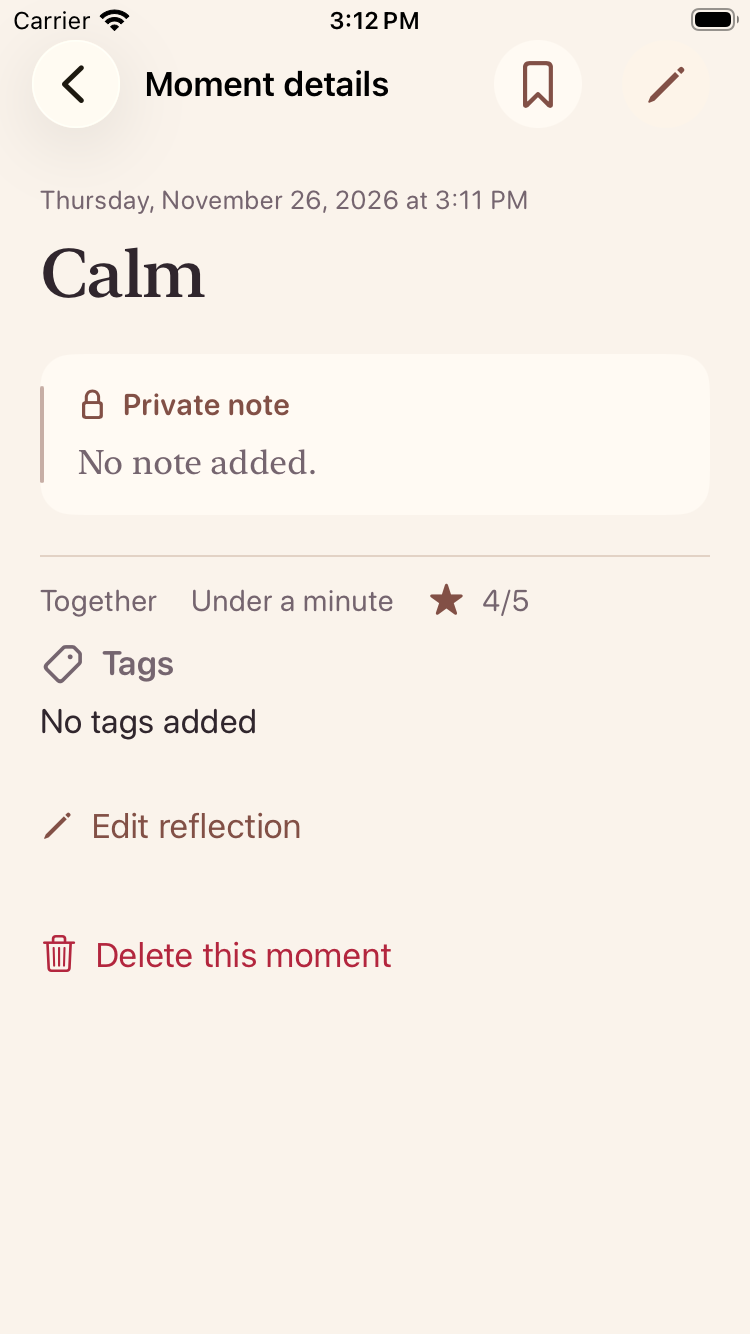 Carrier 3:12 PM
Moment details
Thursday, November 26, 2026 at 3:11 PM
Calm
Private note
No note added.
Together Under a minute 4/5
Tags
No tags added
Edit reflection
Delete this moment